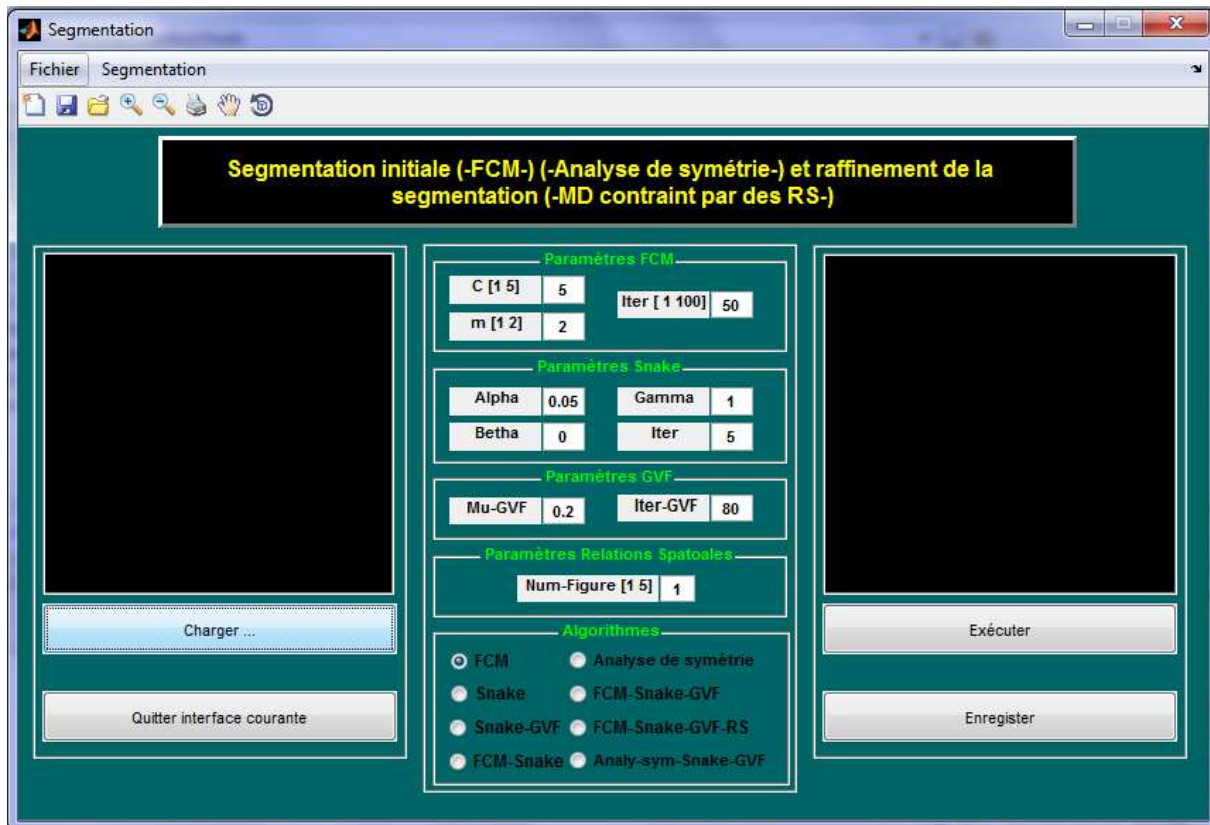 Segmentation
Fichier Segmentation
Segmentation initiale (-FCM-) (-Analyse de symétrie-) et raffinement de la
segmentation (-MD contraint par des RS-)
Paramètres FCM
C [1 5] 5
Iter [ 1 100] 50
m [1 2] 2
Paramètres Snake
Alpha 0.05 Gamma 1
Betha 0 Iter 5
Paramètres GVF
Mu-GVF 0.2 Iter-GVF 80
Paramètres Relations Spatoales
Num-Figure [1 5] 1
Algorithmes
FCM Analyse de symètrie
Snake FCM-Snake-GVF
Snake-GVF FCM-Snake-GVF-RS
FCM-Snake Analy-sym-Snake-GVF
Charger ...
Quitter interface courante
Exécuter
Enregister